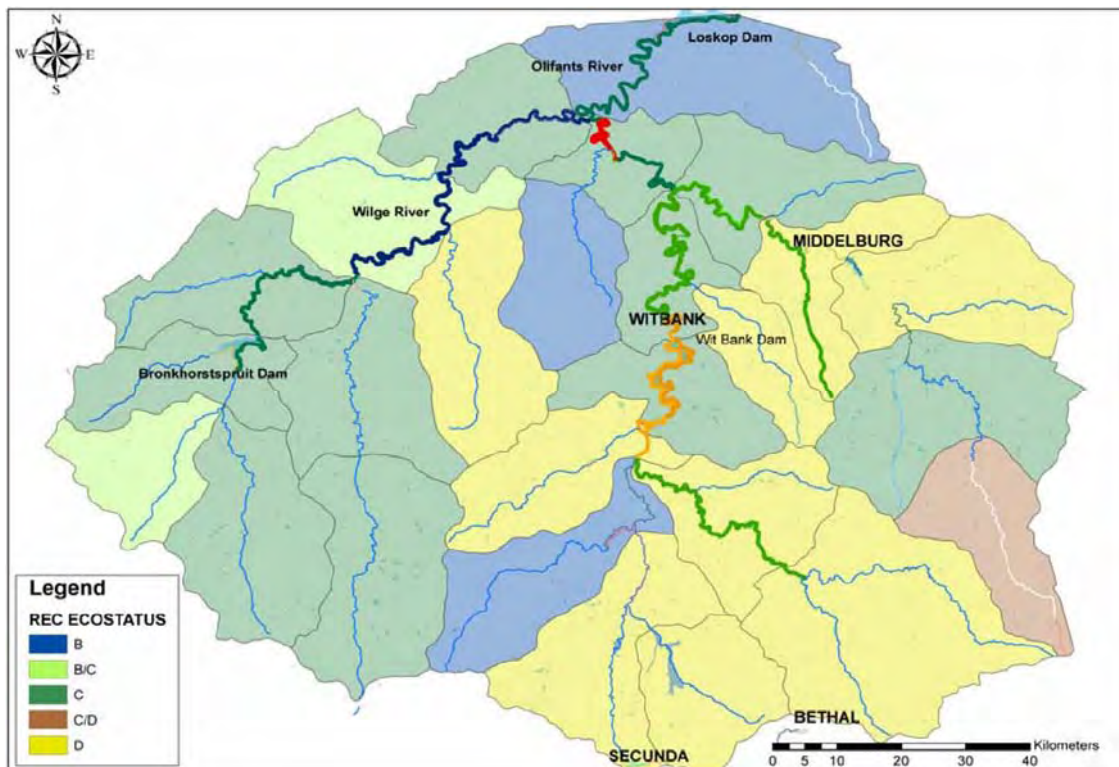 N
W E
S
Loskop Dam
Olifants River
Wilge River
MIDDELBURG
WITBANK
Wit Bank Dam
Bronkhorstspruit Dam
Legend
REC ECOSTATUS
B
B/C
C
C/D
D
BETHAL
SECUNDA
Kilometers
0 5 10 20 30 40